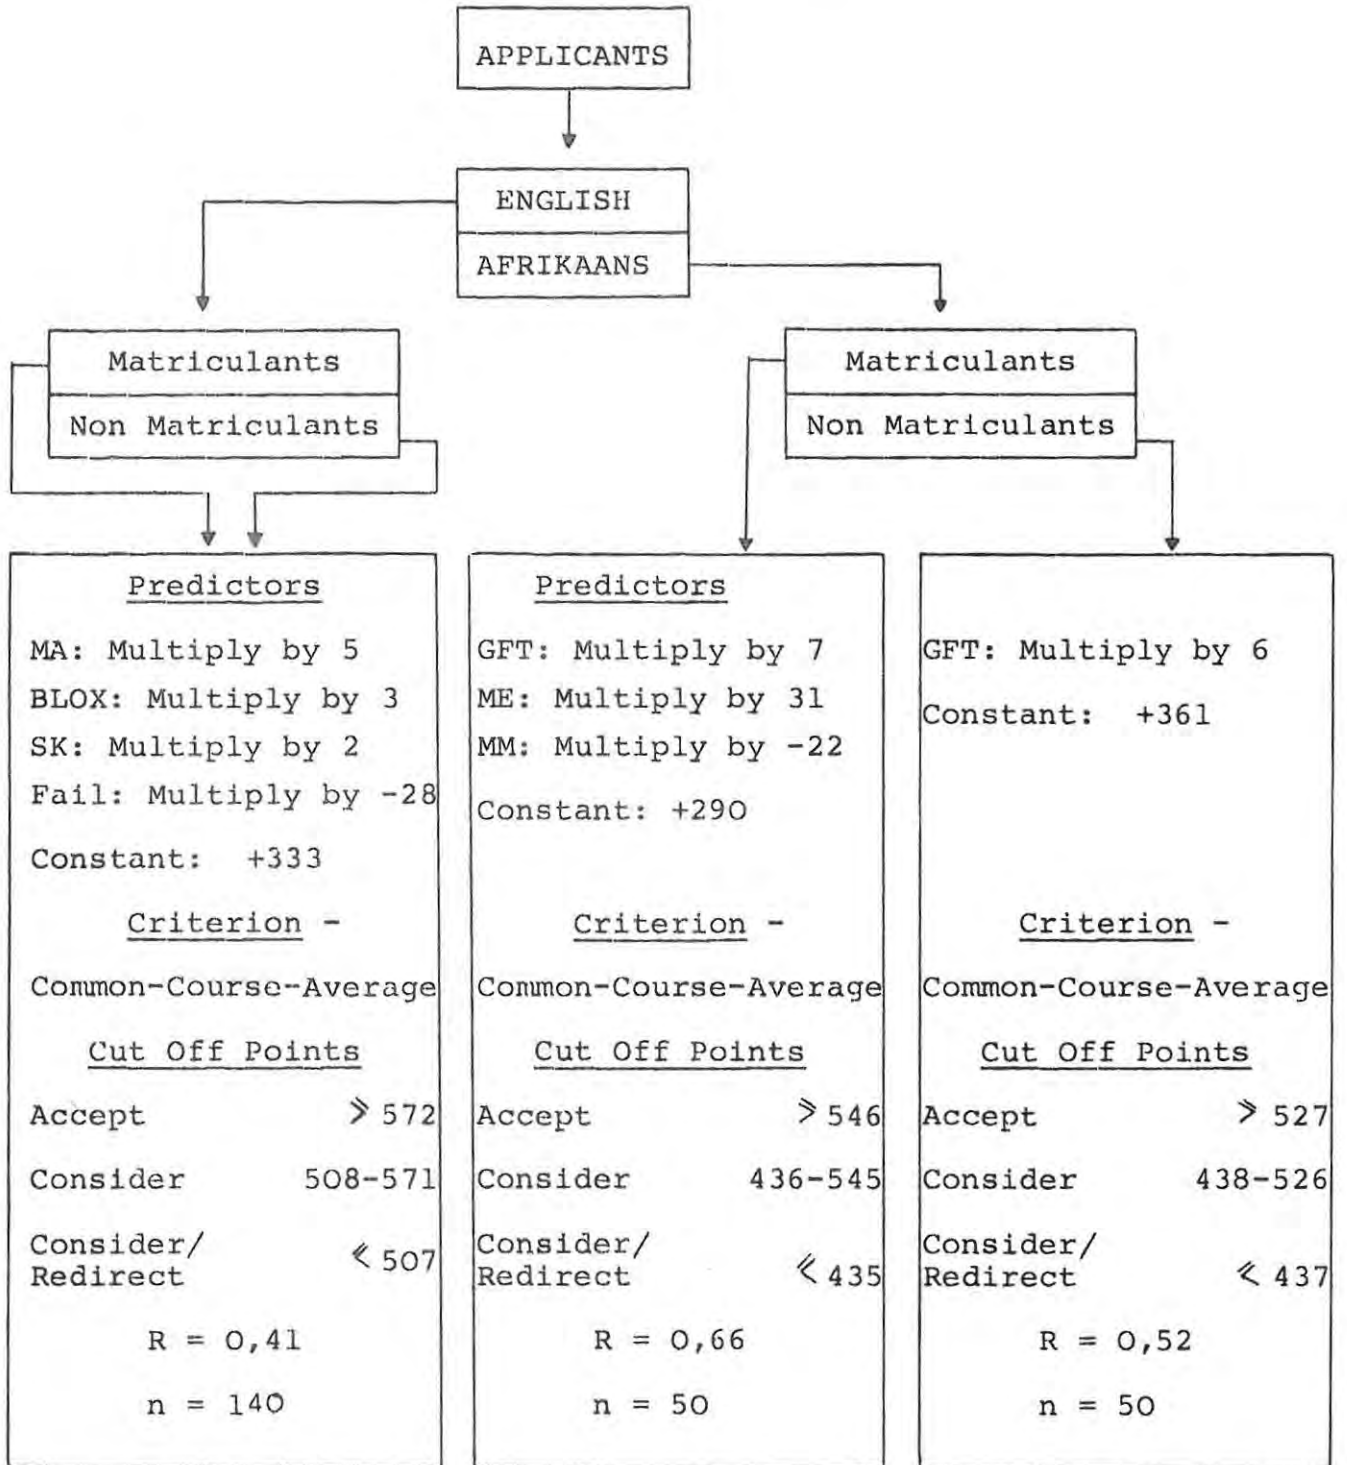 APPLICANTS
ENGLISH
AFRIKAANS
Matriculants
Non Matriculants
Matriculants
Non Matriculants
Predictors
MA: Multiply by 5
BLOX: Multiply by 3
SK: Multiply by 2
Fail: Multiply by -28
Constant: +333
Criterion -
Common-Course-Average
Cut Off Points
Accept ⩾ 572
Consider 508-571
Consider/
Redirect ⩽ 507
R = 0,41
n = 140
Predictors
GFT: Multiply by 7
ME: Multiply by 31
MM: Multiply by -22
Constant: +290
Criterion -
Common-Course-Average
Cut Off Points
Accept ⩾ 546
Consider 436-545
Consider/
Redirect ⩽ 435
R = 0,66
n = 50
GFT: Multiply by 6
Constant: +361
Criterion -
Common-Course-Average
Cut Off Points
Accept ⩾ 527
Consider 438-526
Consider/
Redirect ⩽ 437
R = 0,52
n = 50